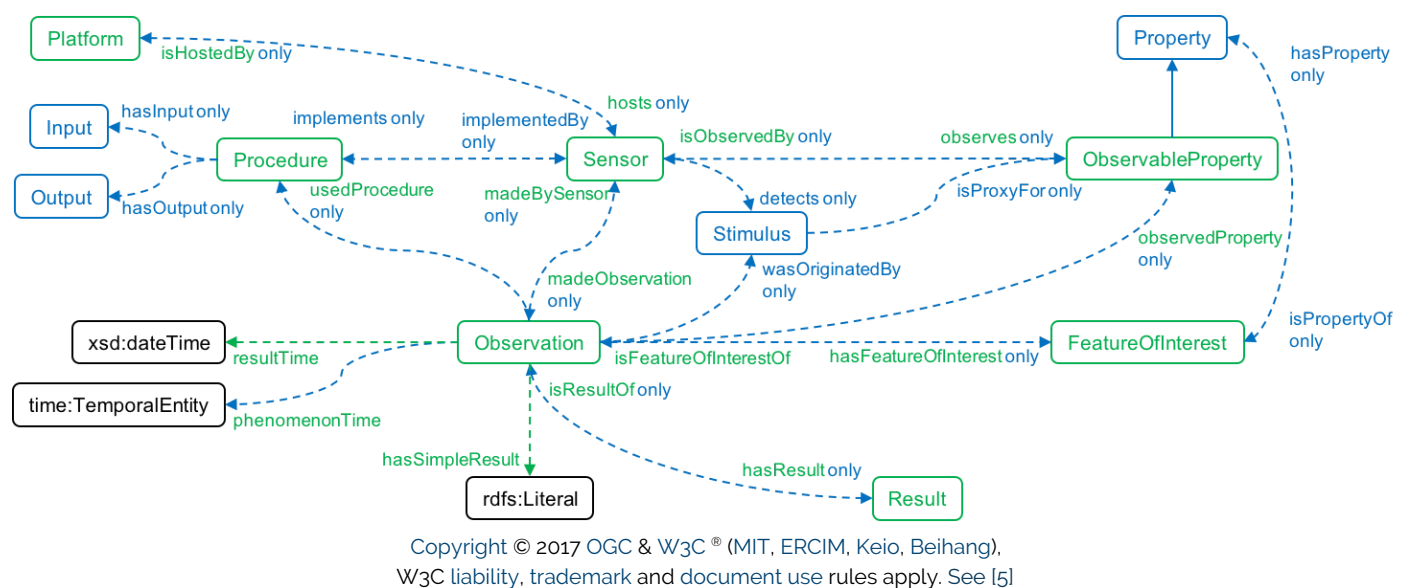 Platform
isHostedBy only
Property
hasProperty
only
Input
hasInput only
implements only
implementedBy
only
hosts only
isObservedBy only
observes only
Procedure
Sensor
ObservableProperty
Output
hasOutput only
usedProcedure
only
madeBySensor
only
detects only
isProxyFor only
Stimulus
observedProperty
only
madeObservation
only
wasOriginatedBy
only
xsd:dateTime
resultTime
Observation
isFeatureOfInterestOf
hasFeatureOfInterest only
FeatureOfInterest
isPropertyOf
only
time:TemporalEntity
phenomenonTime
isResultOf only
hasSimpleResult
hasResult only
rdfs:Literal
Result
Copyright © 2017 OGC & W3C ® (MIT, ERCIM, Keio, Beihang),
W3C liability, trademark and document use rules apply. See [5]